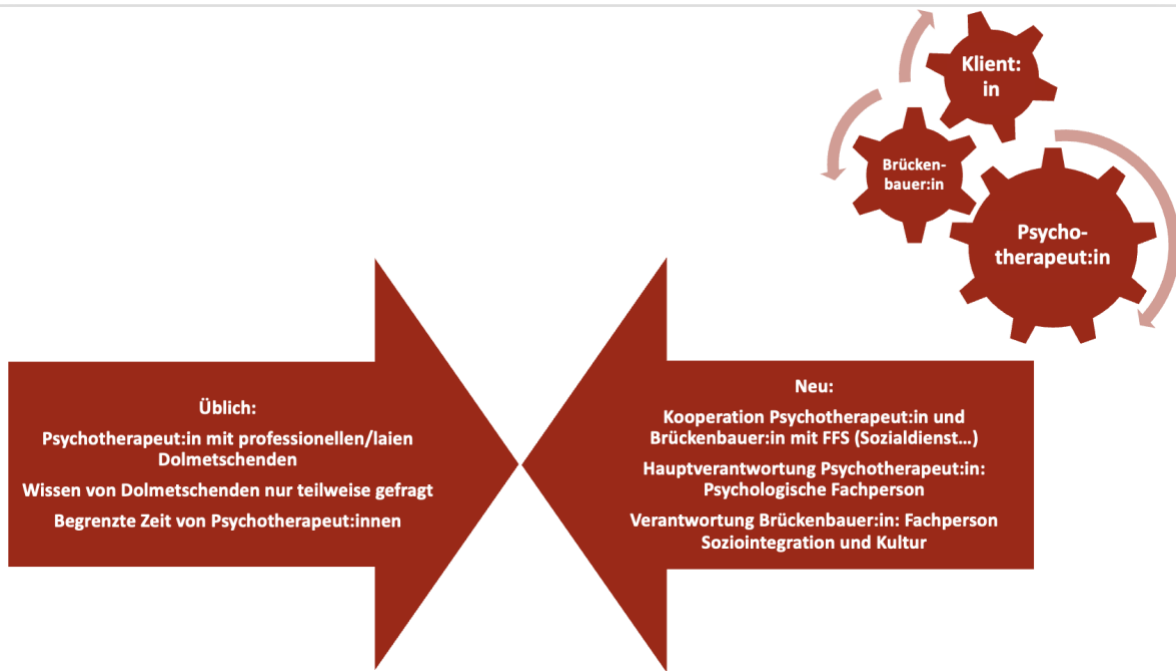 Klient:
in
Brücken-
bauer:in
Psycho-
therapeut:in
Üblich:
Psychotherapeut:in mit professionellen/laien
Dolmetschenden
Wissen von Dolmetschenden nur teilweise gefragt
Begrenzte Zeit von Psychotherapeut:innen
Neu:
Kooperation Psychotherapeut:in und
Brückenbauer:in mit FFS (Sozialdienst…)
Hauptverantwortung Psychotherapeut:in:
Psychologische Fachperson
Verantwortung Brückenbauer:in: Fachperson
Soziointegration und Kultur